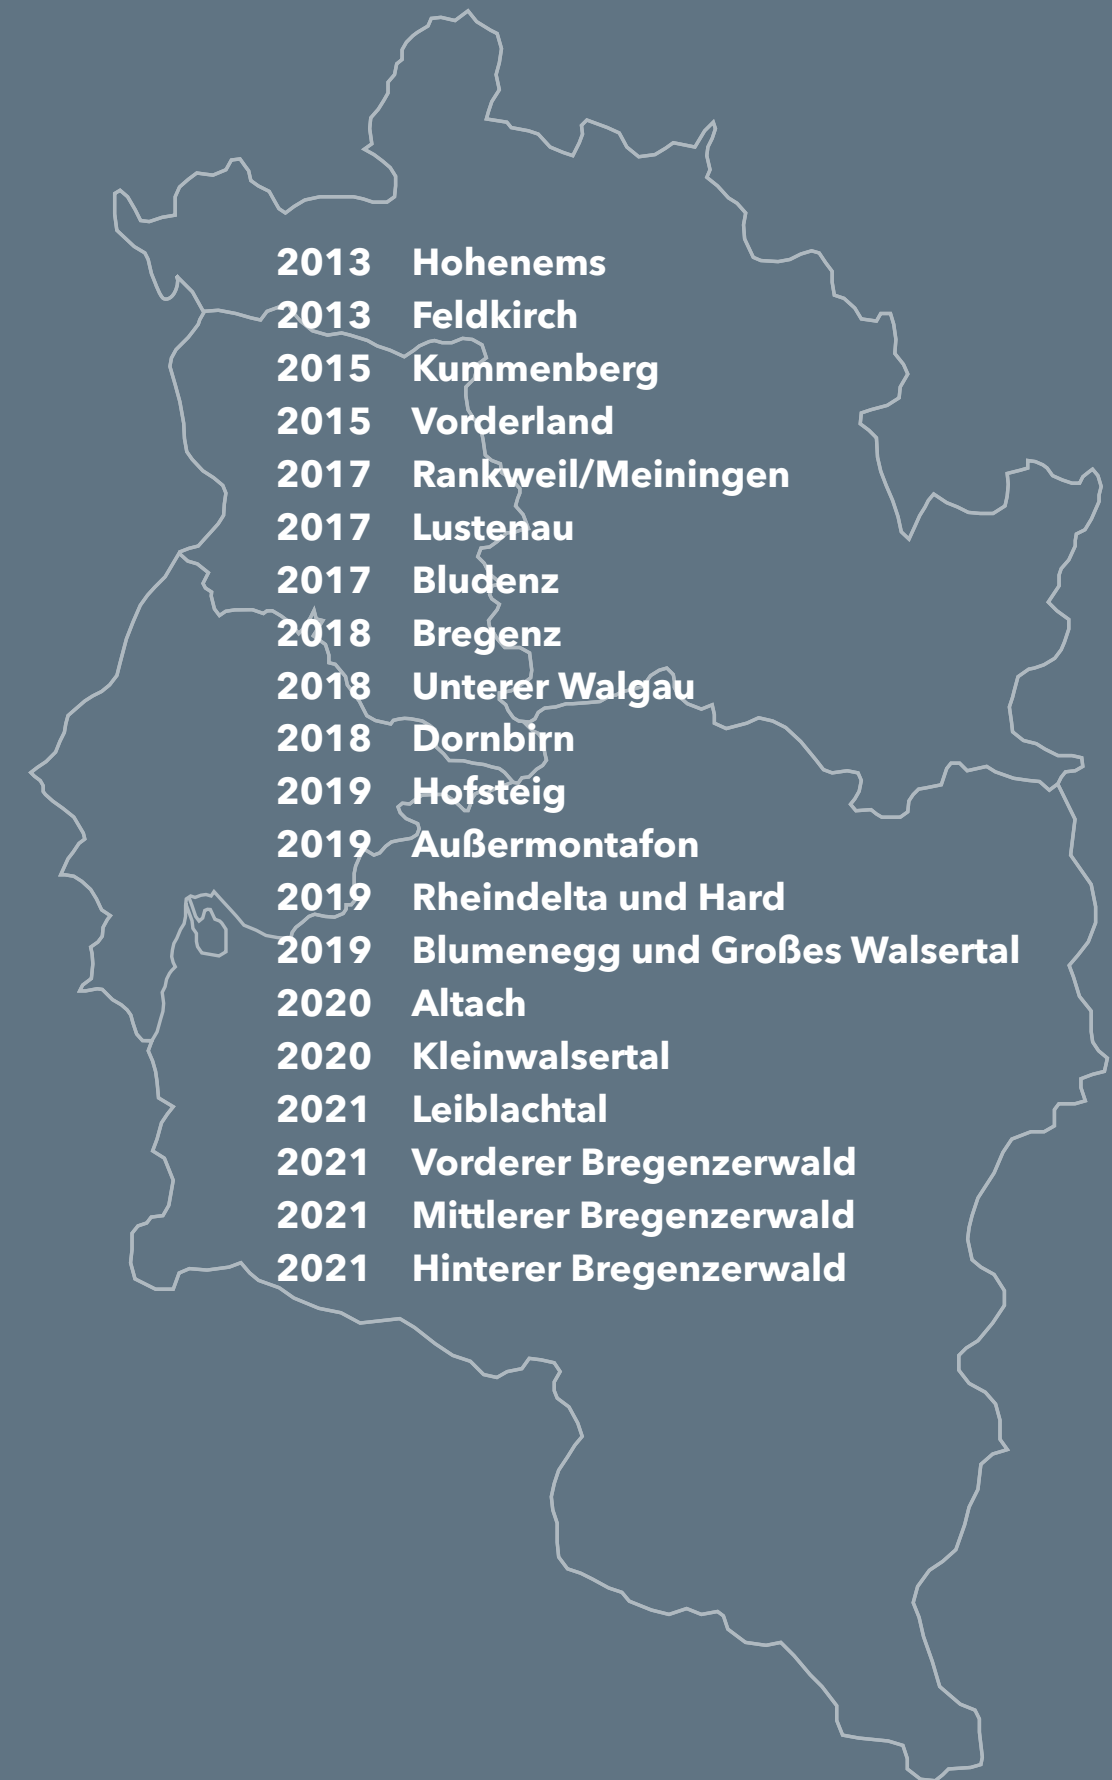 2013 Hohenems
2013 Feldkirch
2015 Kummenberg
2015 Vorderland
2017 Rankweil/Meiningen
2017 Lustenau
2017 Bludenz
2018 Bregenz
2018 Unterer Walgau
2018 Dornbirn
2019 Hofsteig
2019 Außermontafon
2019 Rheindelta und Hard
2019 Blumenegg und Großes Walsertal
2020 Altach
2020 Kleinwalsertal
2021 Leiblachtal
2021 Vorderer Bregenzerwald
2021 Mittlerer Bregenzerwald
2021 Hinterer Bregenzerwald